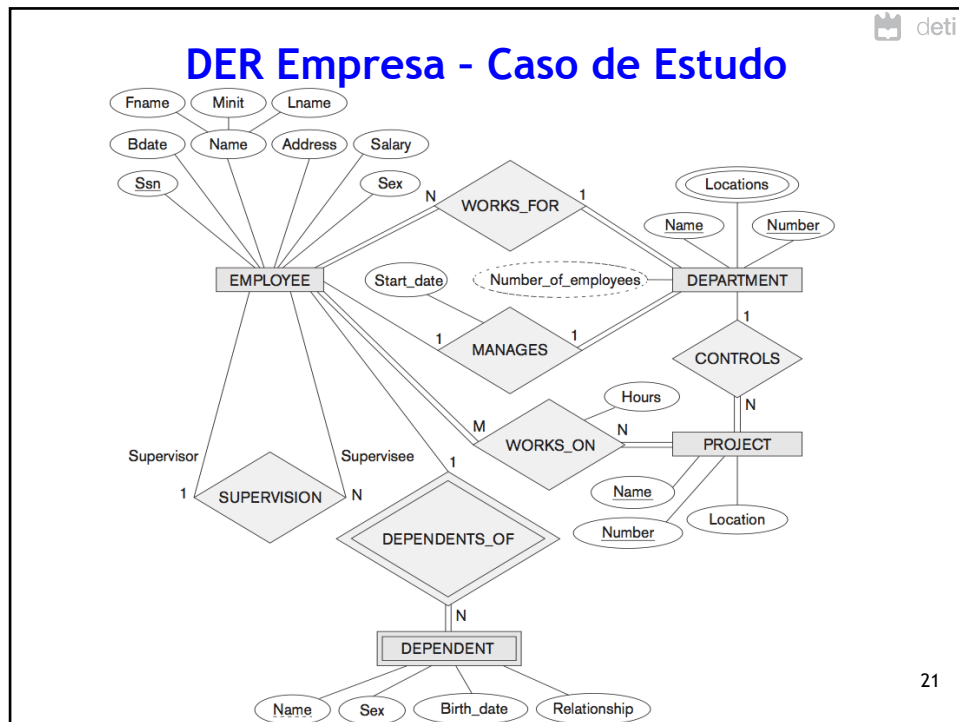 deti
DER Empresa – Caso de Estudo
Fname Minit Lname
Bdate Name Address Salary
Ssn Sex
N WORKS_FOR 1
Locations
Name Number
EMPLOYEE Start_date Number_of_employees DEPARTMENT
1 MANAGES 1
1
CONTROLS
N
Hours
M WORKS_ON N PROJECT
Supervisor Supervisee 1
1 SUPERVISION N
Name
Number Location
DEPENDENTS_OF
N
DEPENDENT
Name Sex Birth_date Relationship
21